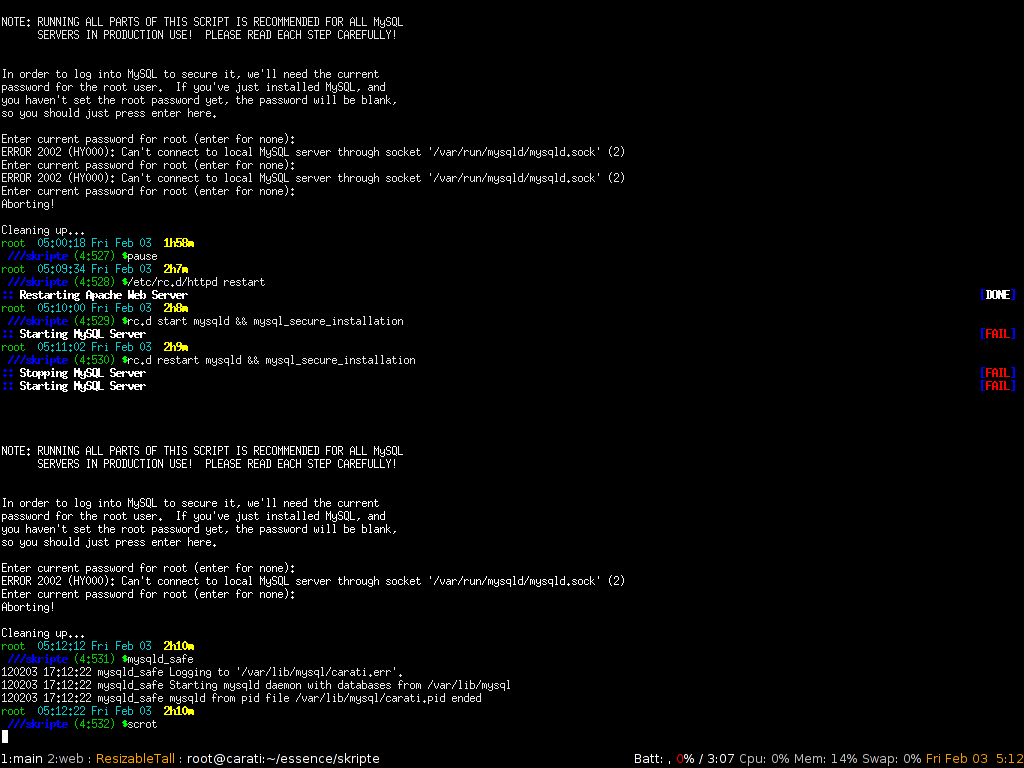 NOTE: RUNNING ALL PARTS OF THIS SCRIPT IS RECOMMENDED FOR ALL MySQL
      SERVERS IN PRODUCTION USE!  PLEASE READ EACH STEP CAREFULLY!
In order to log into MySQL to secure it, we'll need the current
password for the root user.  If you've just installed MySQL, and
you haven't set the root password yet, the password will be blank,
so you should just press enter here.
Enter current password for root (enter for none):
ERROR 2002 (HY000): Can't connect to local MySQL server through socket '/var/run/mysqld/mysqld.sock' (2)
Enter current password for root (enter for none):
ERROR 2002 (HY000): Can't connect to local MySQL server through socket '/var/run/mysqld/mysqld.sock' (2)
Enter current password for root (enter for none):
Aborting!
Cleaning up...
root  05:00:18 Fri Feb 03  1h58m
 ///skripte (4:527) $pause
root  05:09:34 Fri Feb 03  2h7m
 ///skripte (4:528) $/etc/rc.d/httpd restart
:: Restarting Apache Web Server [DONE]
root  05:10:00 Fri Feb 03  2h8m
 ///skripte (4:529) $rc.d start mysqld && mysql_secure_installation
:: Starting MySQL Server [FAIL]
root  05:11:02 Fri Feb 03  2h9m
 ///skripte (4:530) $rc.d restart mysqld && mysql_secure_installation
:: Stopping MySQL Server [FAIL]
:: Starting MySQL Server [FAIL]
NOTE: RUNNING ALL PARTS OF THIS SCRIPT IS RECOMMENDED FOR ALL MySQL
      SERVERS IN PRODUCTION USE!  PLEASE READ EACH STEP CAREFULLY!
In order to log into MySQL to secure it, we'll need the current
password for the root user.  If you've just installed MySQL, and
you haven't set the root password yet, the password will be blank,
so you should just press enter here.
Enter current password for root (enter for none):
ERROR 2002 (HY000): Can't connect to local MySQL server through socket '/var/run/mysqld/mysqld.sock' (2)
Enter current password for root (enter for none):
Aborting!
Cleaning up...
root  05:12:12 Fri Feb 03  2h10m
 ///skripte (4:531) $mysqld_safe
120203 17:12:22 mysqld_safe Logging to '/var/lib/mysql/carati.err'.
120203 17:12:22 mysqld_safe Starting mysqld daemon with databases from /var/lib/mysql
120203 17:12:22 mysqld_safe mysqld from pid file /var/lib/mysql/carati.pid ended
root  05:12:22 Fri Feb 03  2h10m
 ///skripte (4:532) $scrot
1:main 2:web : ResizableTall : root@carati:~/essence/skripte Batt: , 0% / 3:07 Cpu: 0% Mem: 14% Swap: 0% Fri Feb 03  5:12